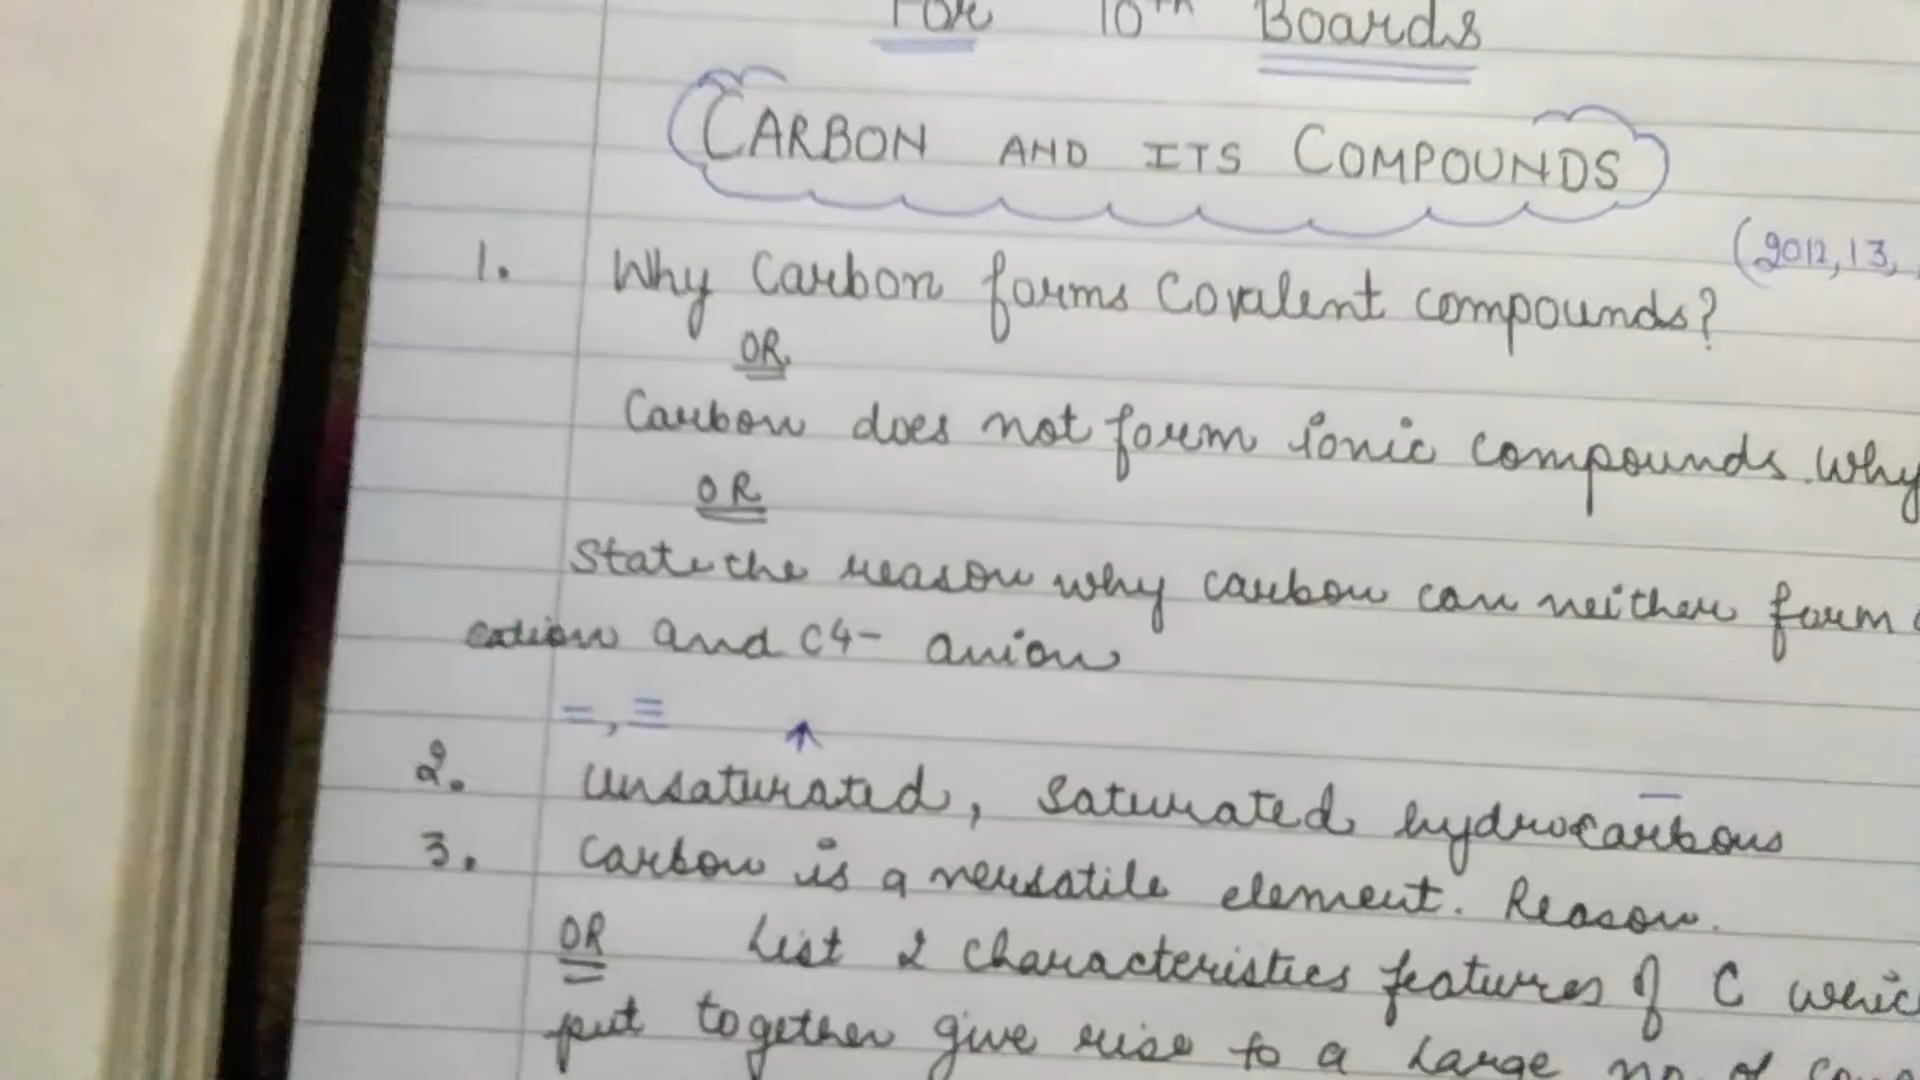 For 10th Boards
CARBON AND ITS COMPOUNDS
(2012, 13,
1. Why Carbon forms Covalent compounds?
OR
Carbon does not form ionic compounds. Why
OR
State the reason why carbon can neither form
cation and C4- anion
=, ≡ ↑
2. Unsaturated, saturated hydrocarbons
3. Carbon is a versatile element. Reason.
OR List 2 characteristics features of C which
put together give rise to a large no. of